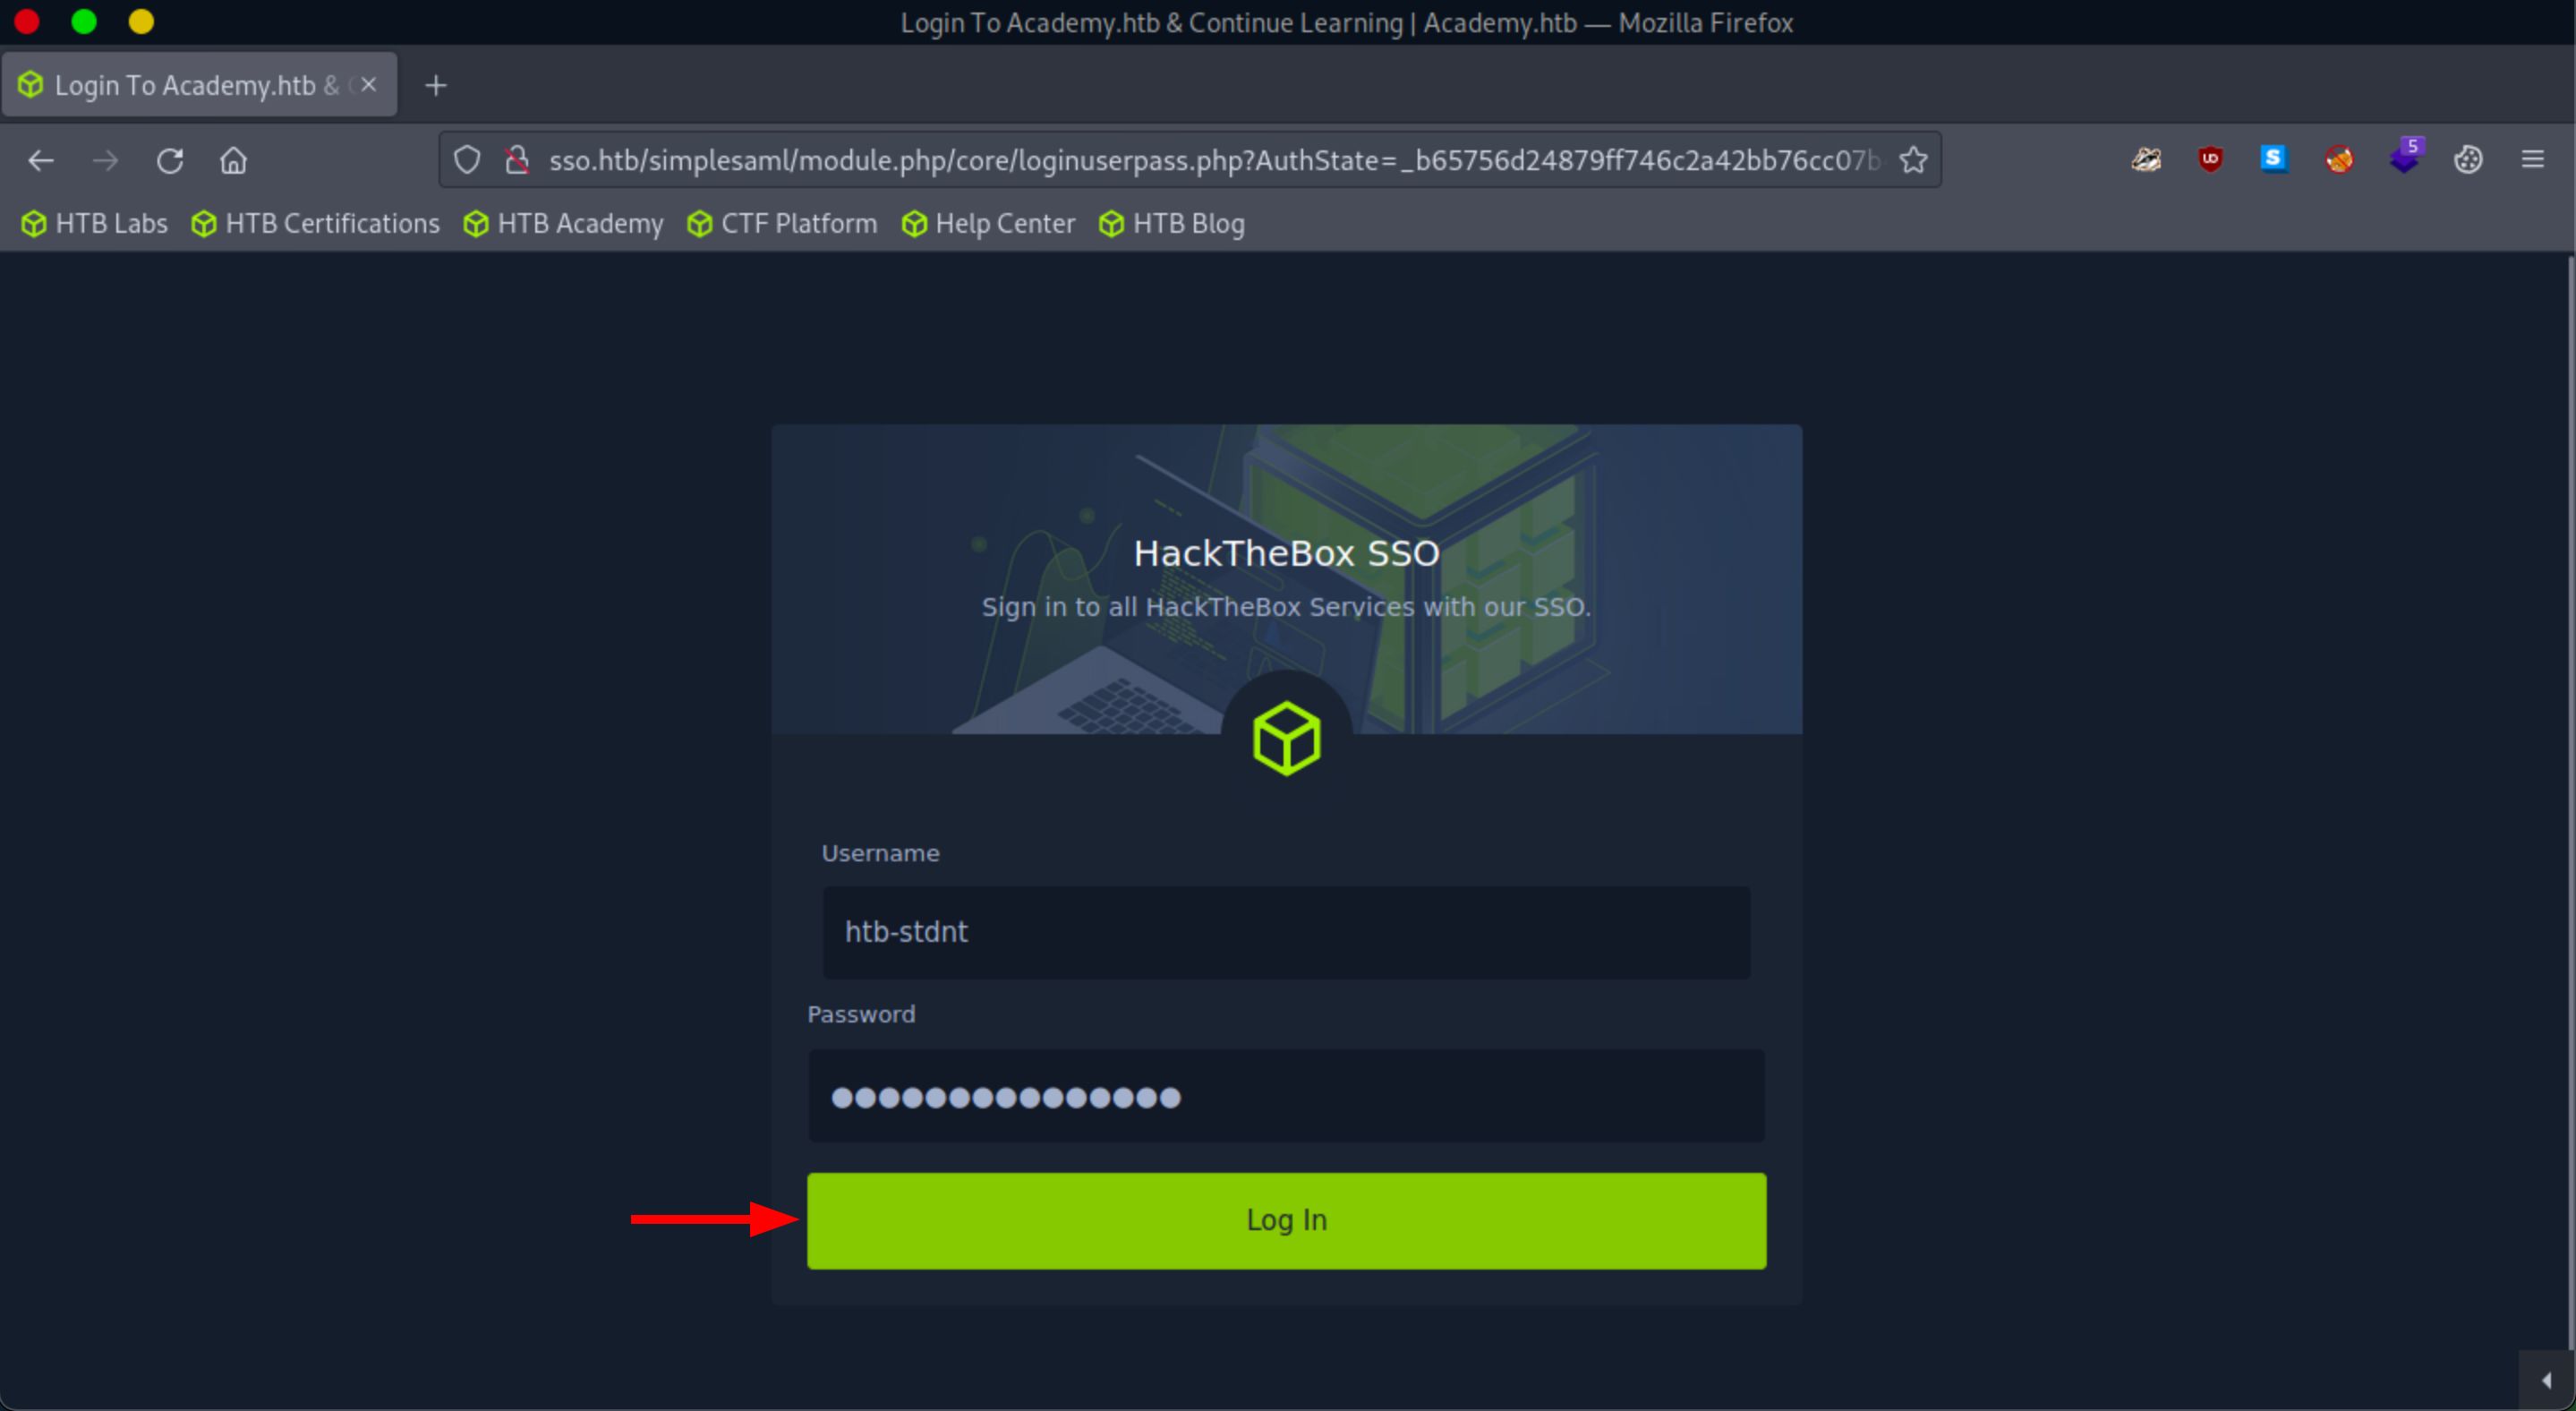 Login To Academy.htb & Continue Learning | Academy.htb — Mozilla Firefox
Login To Academy.htb &
sso.htb/simplesaml/module.php/core/loginuserpass.php?AuthState=_b65756d24879ff746c2a42bb76cc07b
5
HTB Labs HTB Certifications HTB Academy CTF Platform Help Center HTB Blog
HackTheBox SSO
Sign in to all HackTheBox Services with our SSO.
Username
htb-stdnt
Password
Log In